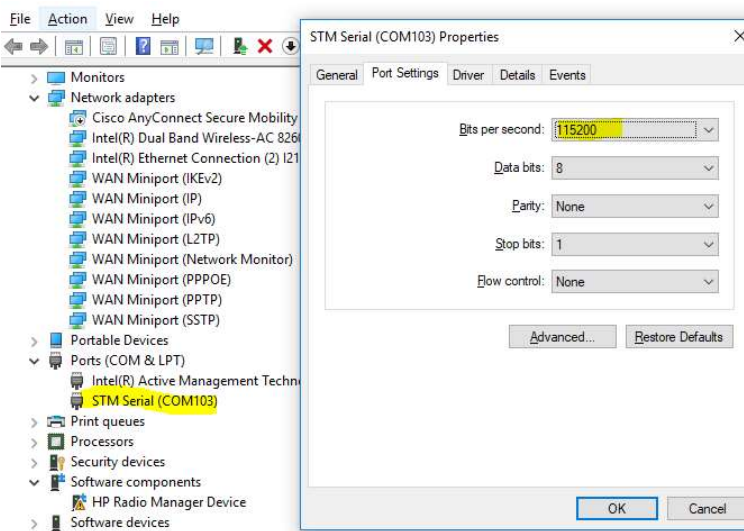 File Action View Help
Monitors
Network adapters
Cisco AnyConnect Secure Mobility
Intel(R) Dual Band Wireless-AC 8260
Intel(R) Ethernet Connection (2) I21
WAN Miniport (IKEv2)
WAN Miniport (IP)
WAN Miniport (IPv6)
WAN Miniport (L2TP)
WAN Miniport (Network Monitor)
WAN Miniport (PPPOE)
WAN Miniport (PPTP)
WAN Miniport (SSTP)
Portable Devices
Ports (COM & LPT)
Intel(R) Active Management Techn
STM Serial (COM103)
Print queues
Processors
Security devices
Software components
HP Radio Manager Device
Software devices
STM Serial (COM103) Properties
General Port Settings Driver Details Events
Bits per second: 115200
Data bits: 8
Parity: None
Stop bits: 1
Flow control: None
Advanced... Restore Defaults
OK Cancel